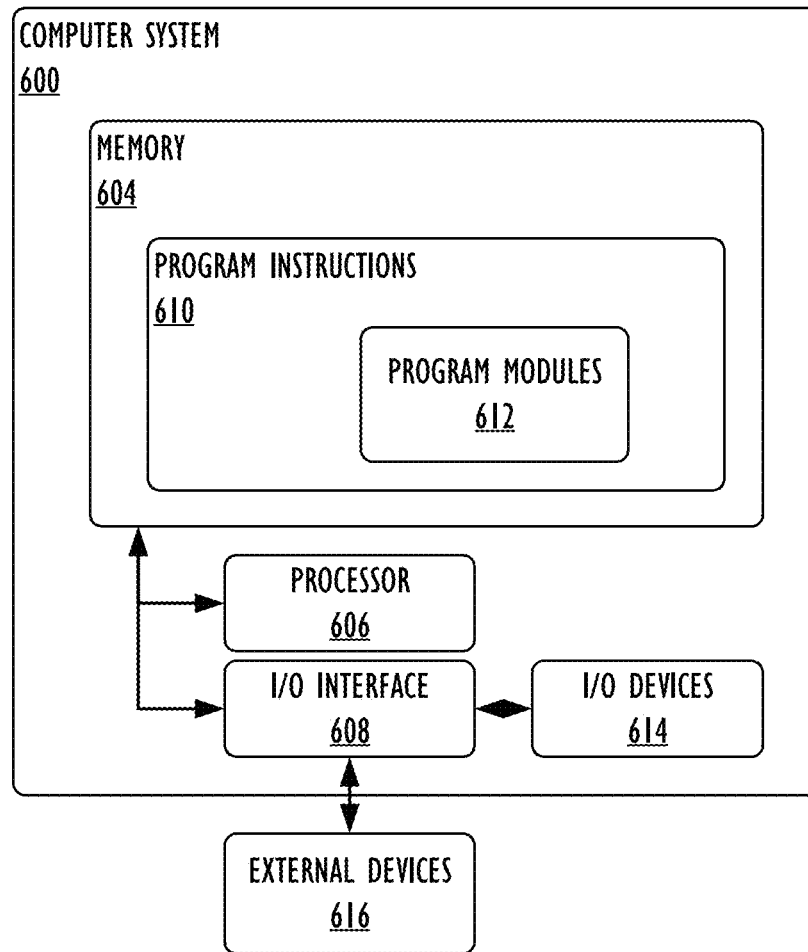 COMPUTER SYSTEM
600
MEMORY
604
PROGRAM INSTRUCTIONS
610
PROGRAM MODULES
612
PROCESSOR
606
I/O INTERFACE
608
I/O DEVICES
614
EXTERNAL DEVICES
616